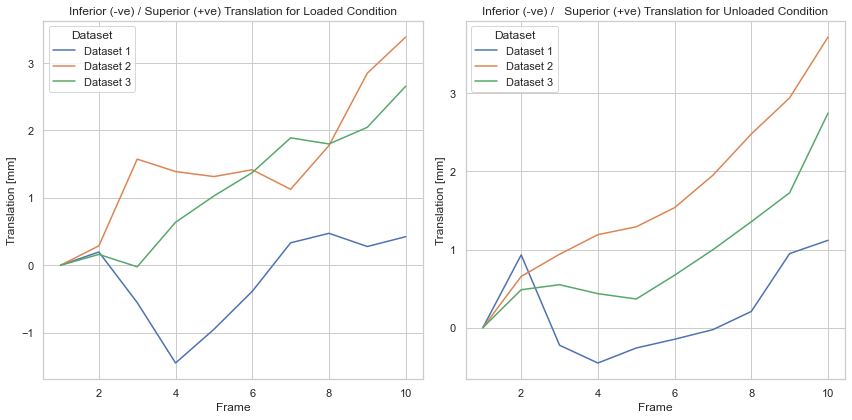 Inferior (-ve) / Superior (+ve) Translation for Loaded Condition
Dataset
Dataset 1
Dataset 2
Dataset 3
3
2
1
0
−1
Translation [mm]
2
4
6
8
10
Frame
Inferior (-ve) /   Superior (+ve) Translation for Unloaded Condition
Dataset
Dataset 1
Dataset 2
Dataset 3
3
2
1
0
Translation [mm]
2
4
6
8
10
Frame